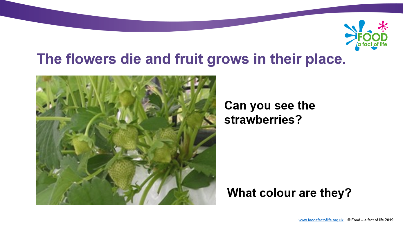 FOOD
a fact of life
The flowers die and fruit grows in their place.
Can you see the
strawberries?
What colour are they?